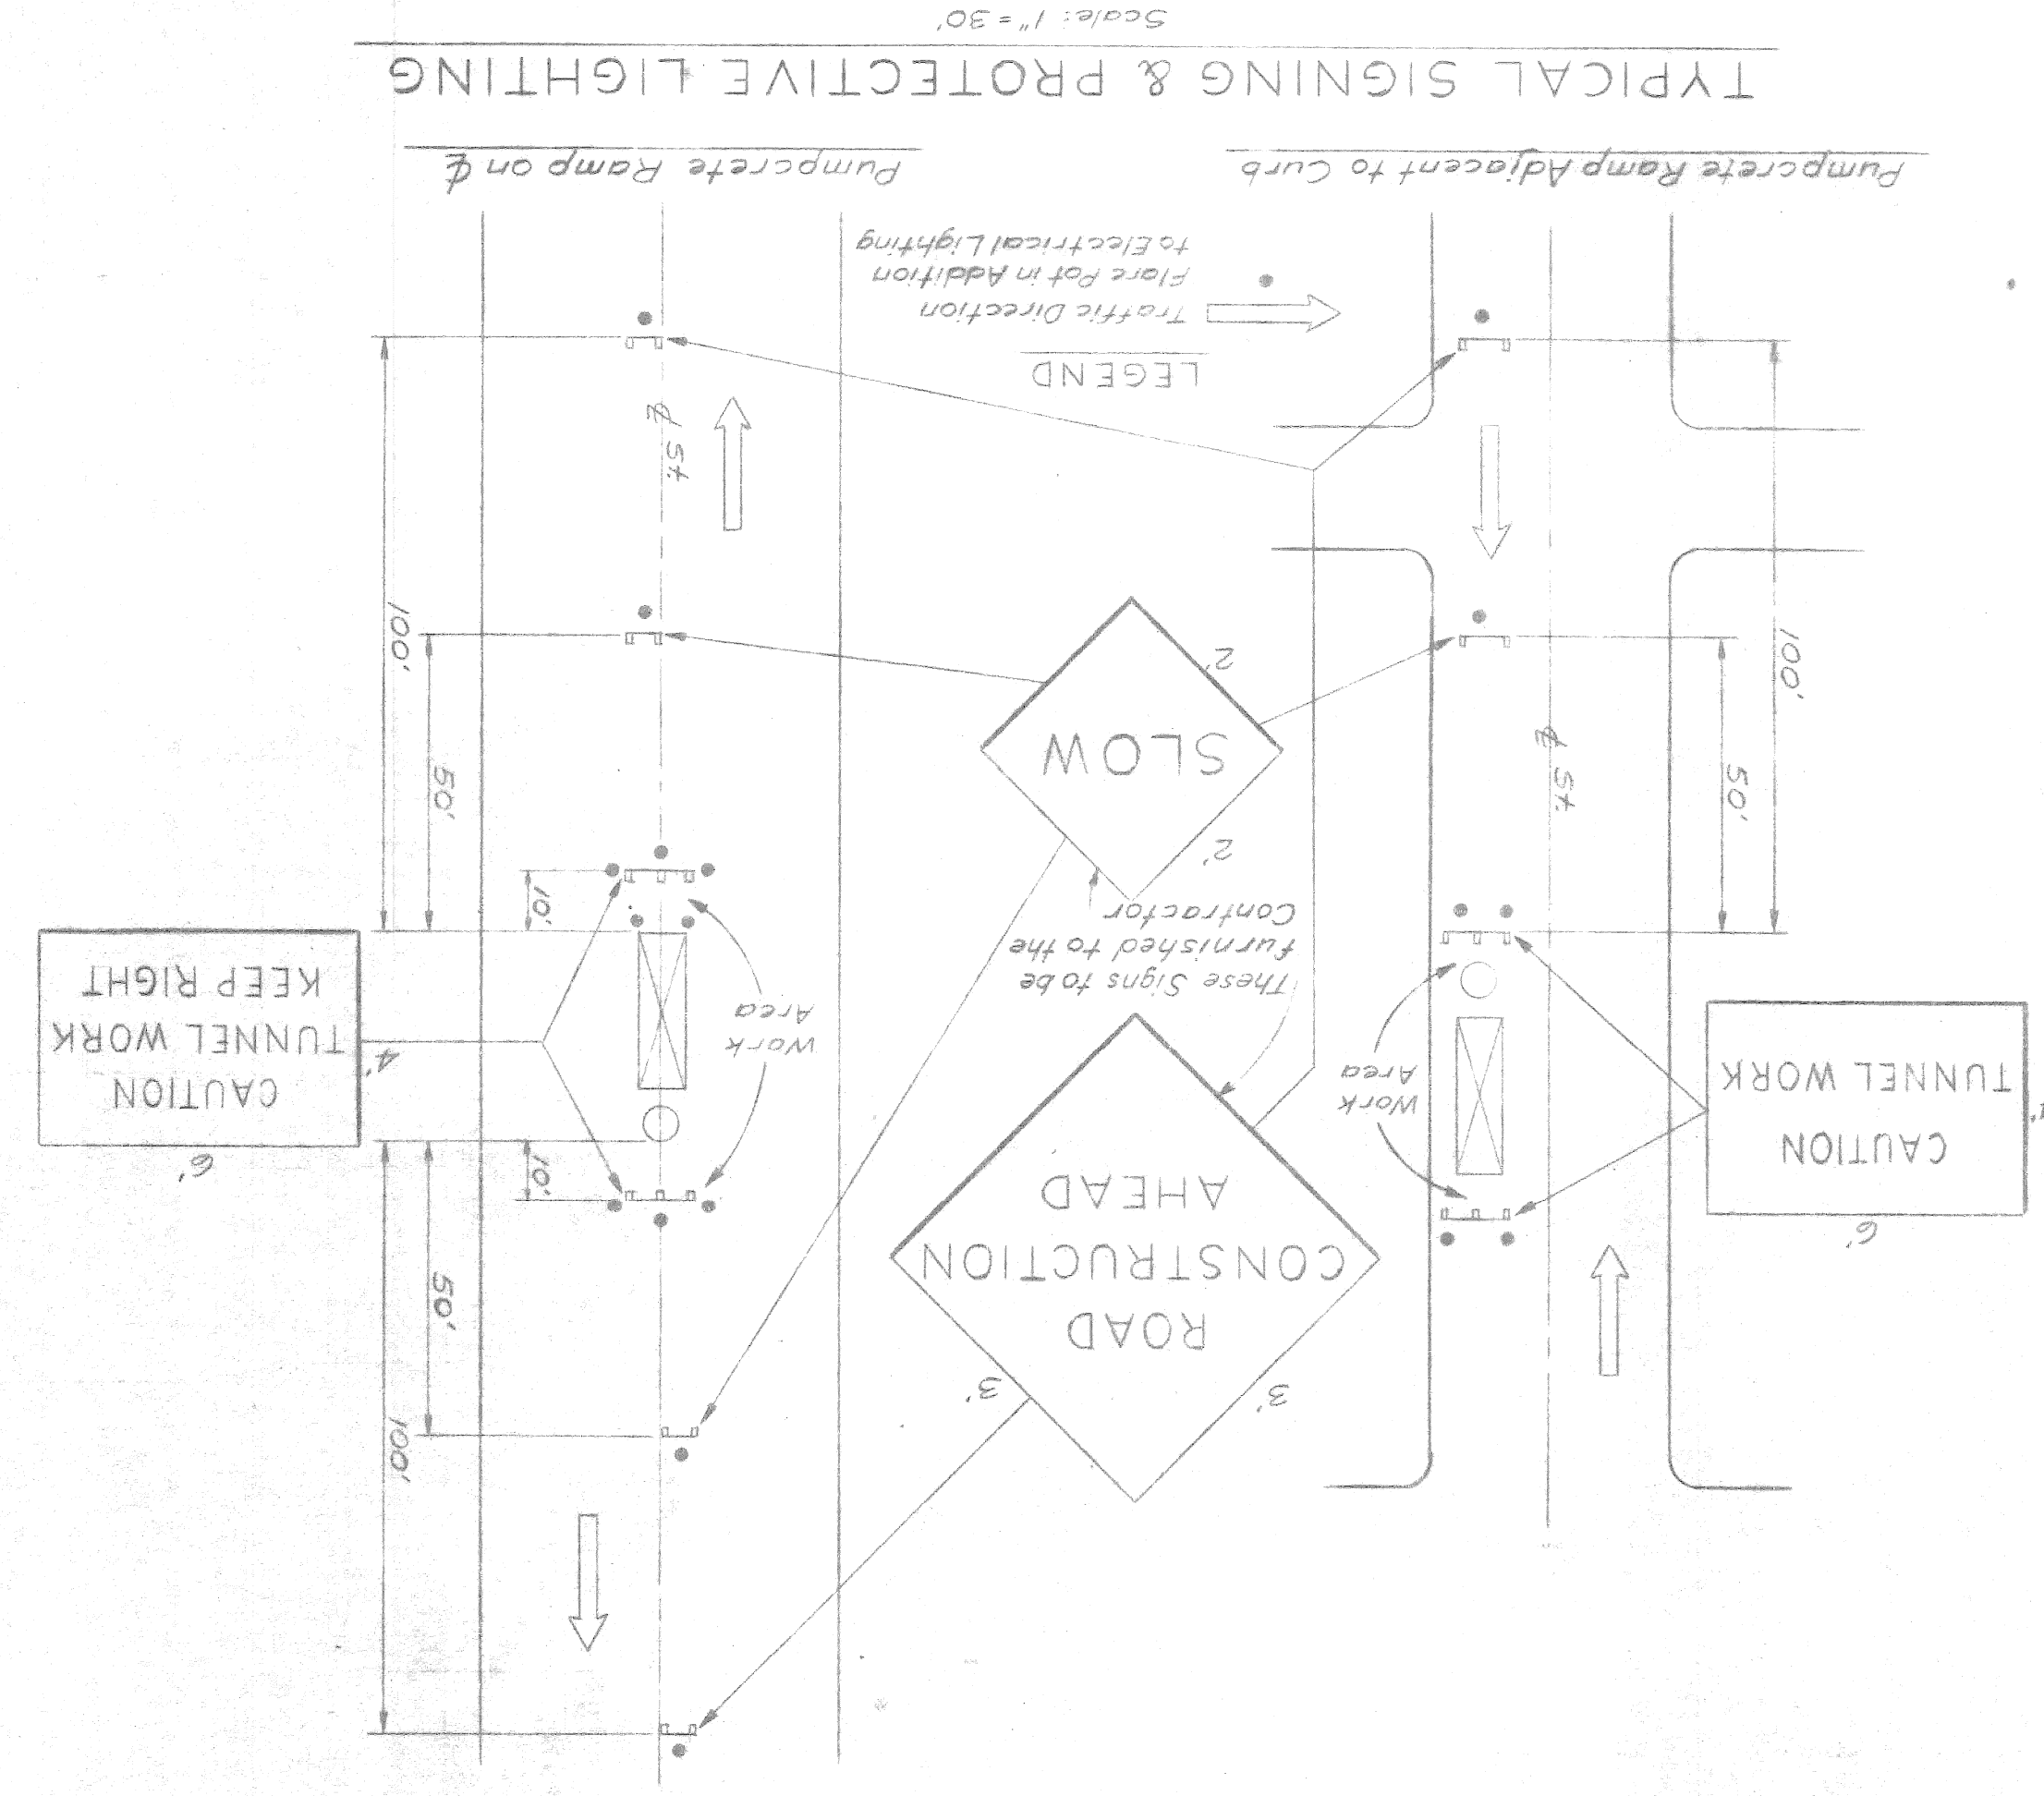 100'
50'
10'
CAUTION
TUNNEL WORK
6'
4'
Work
Area
℄ St.
50'
100'
ROAD
CONSTRUCTION
AHEAD
3'
3'
These Signs to be
furnished to the
Contractor
SLOW
2'
2'
LEGEND
Traffic Direction
Flare Pot in Addition
to Electrical Lighting
100'
50'
10'
Work
Area
CAUTION
TUNNEL WORK
KEEP RIGHT
6'
4'
50'
100'
℄ St.
Pumpcrete Ramp Adjacent to Curb
Pumpcrete Ramp on ℄
TYPICAL SIGNING & PROTECTIVE LIGHTING
Scale: 1"=30'